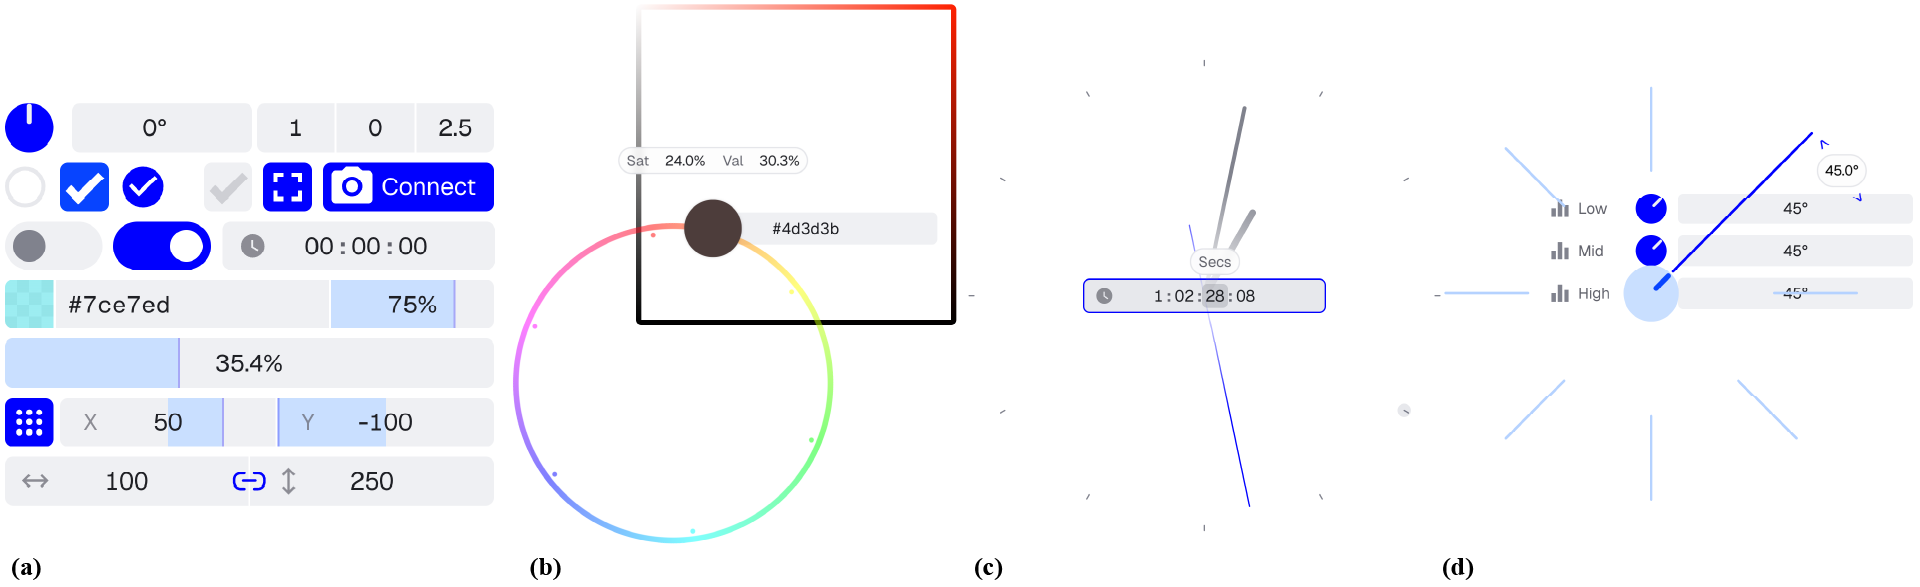 0° 1 0 2.5
Connect
00:00:00
#7ce7ed 75%
35.4%
X 50 Y -100
100 250
(a)
Sat 24.0% Val 30.3%
#4d3d3b
(b)
Secs
1:02:28:08
(c)
45.0°
Low 45°
Mid 45°
High 45°
(d)